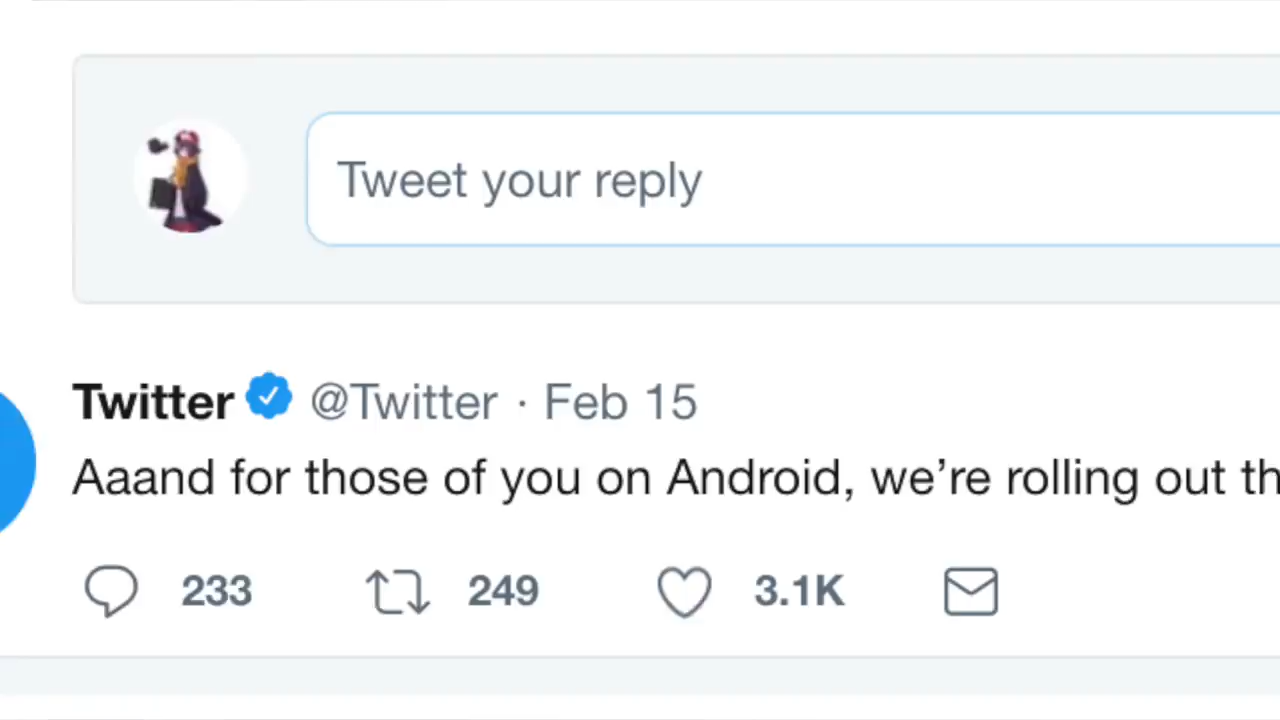 Tweet your reply
Twitter @Twitter · Feb 15
Aaand for those of you on Android, we’re rolling out th
233 249 3.1K